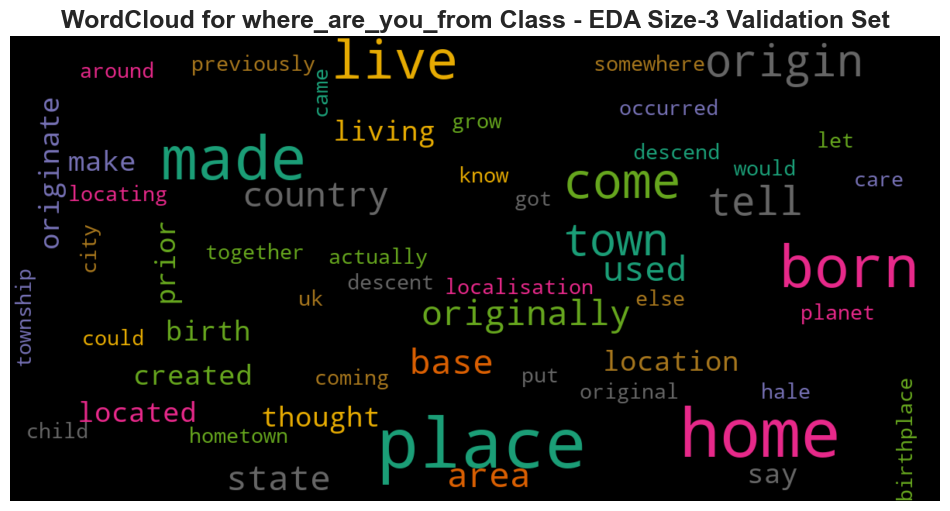 WordCloud for where_are_you_from Class - EDA Size-3 Validation Set
around
previously
live
somewhere
origin
came
originate
living
grow
occurred
let
made
make
descend
would
care
know
come
locating
country
got
tell
city
prior
together
actually
town
used
born
township
descent
localisation
uk
else
planet
originally
could
birth
base
location
created
coming
put
original
hale
birthplace
located
thought
child
hometown
place
home
state
area
say